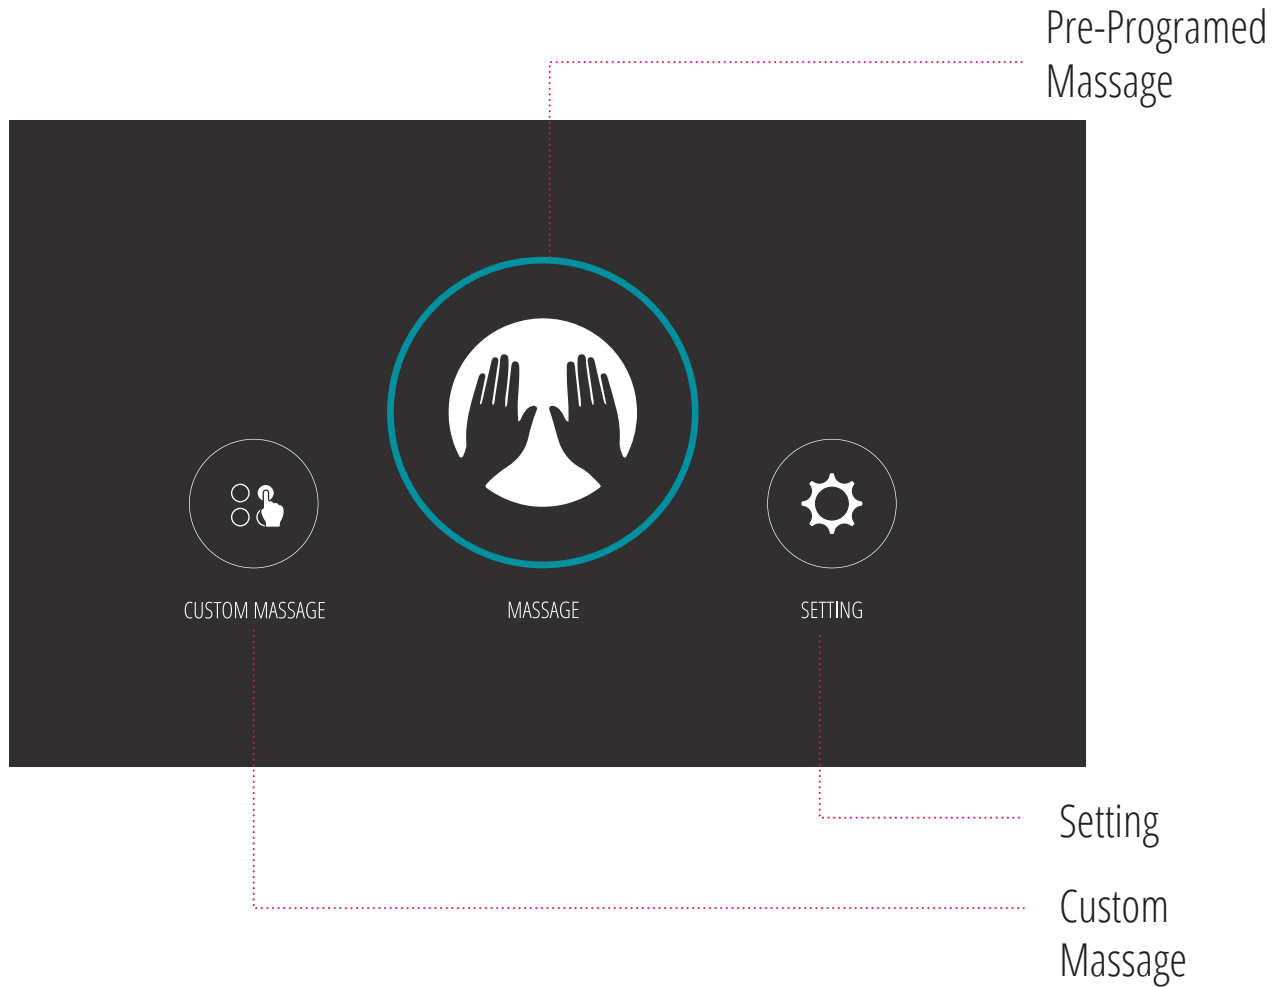 Pre-Programed
Massage
CUSTOM MASSAGE
MASSAGE
SETTING
Setting
Custom
Massage